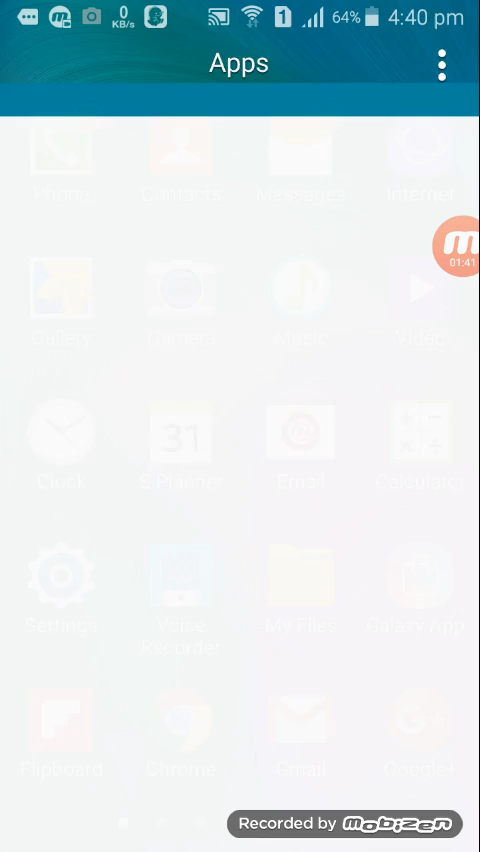 0
KB/s
1
64%
4:40 pm
Apps
Phone
Contacts
Messages
Internet
m
01:41
Gallery
Camera
Music
Video
31
Clock
S Planner
Email
Calculator
Settings
Voice
Recorder
My Files
Galaxy App
Flipboard
Chrome
Gmail
Google+
Recorded by mobizen